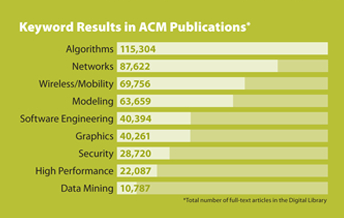 Keyword Results in ACM Publications*
Algorithms 115,304
Networks 87,622
Wireless/Mobility 69,756
Modeling 63,659
Software Engineering 40,394
Graphics 40,261
Security 28,720
High Performance 22,087
Data Mining 10,787
*Total number of full-text articles in the Digital Library